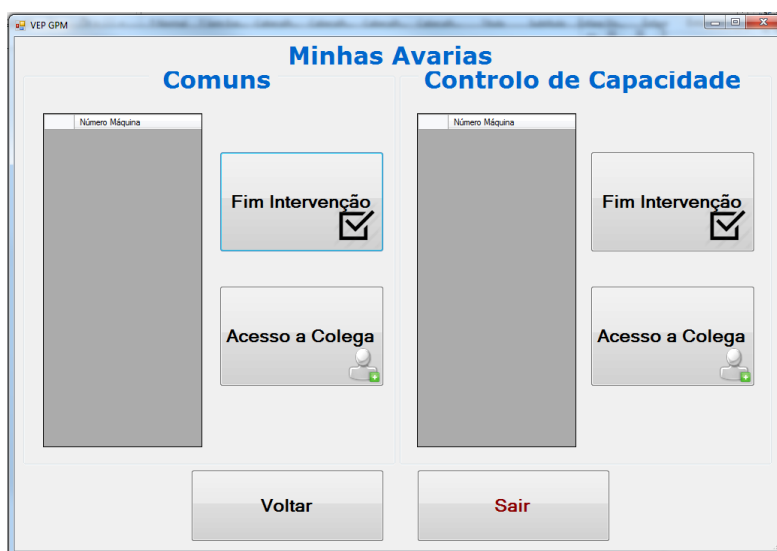 VEP GPM
Minhas Avarias
Comuns
Controlo de Capacidade
Número Máquina
Número Máquina
Fim Intervenção
Fim Intervenção
Acesso a Colega
Acesso a Colega
Voltar
Sair